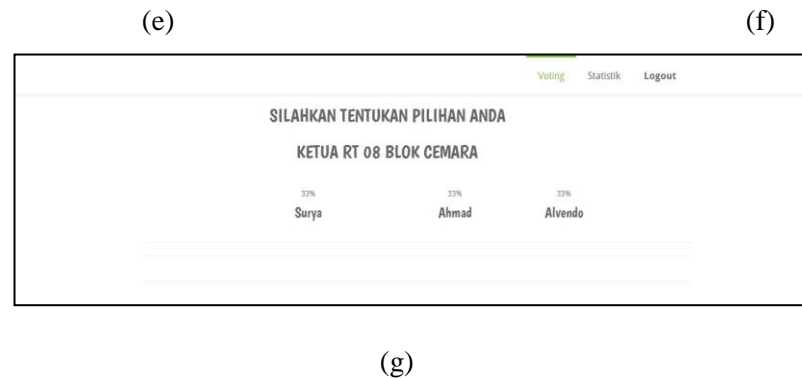 (e) (f)
Voting Statistik Logout
SILAHKAN TENTUKAN PILIHAN ANDA
KETUA RT 08 BLOK CEMARA
33% 33% 33%
Surya Ahmad Alvendo
(g)